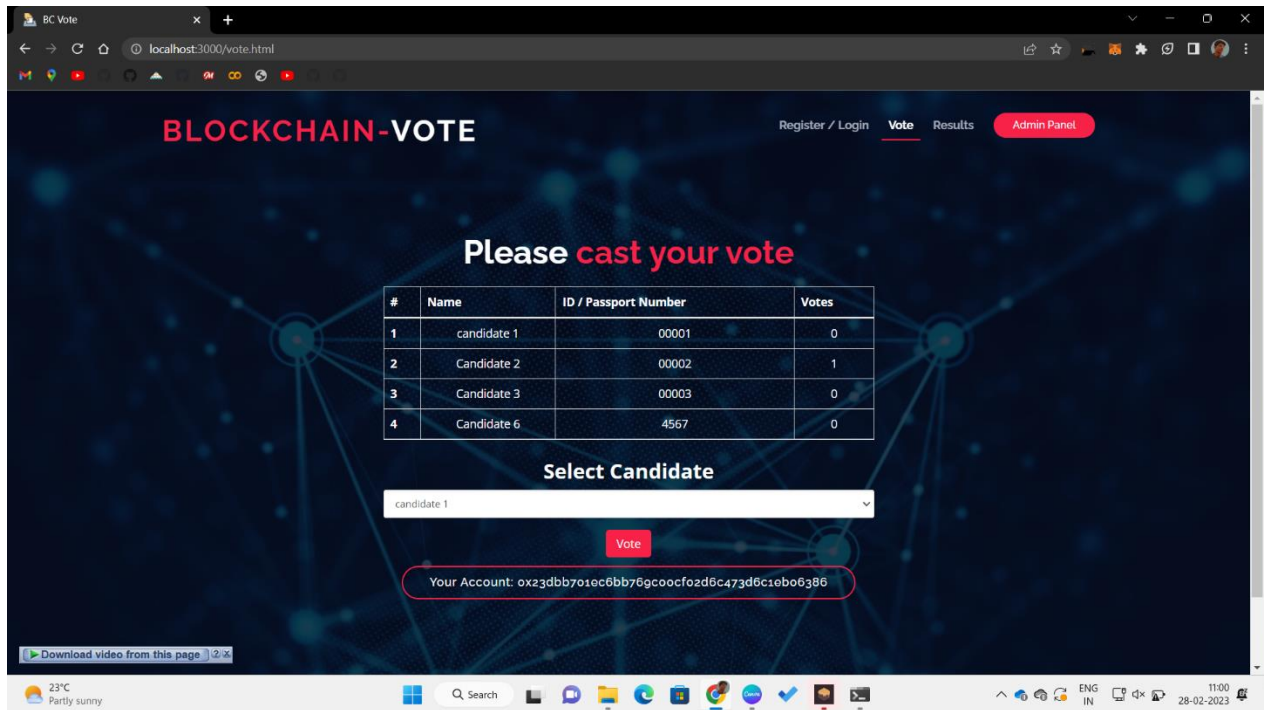 BC Vote
localhost:3000/vote.html
BLOCKCHAIN-VOTE
Register / Login Vote Results Admin Panel
Please cast your vote
# Name ID / Passport Number Votes
1 candidate 1 00001 0
2 Candidate 2 00002 1
3 Candidate 3 00003 0
4 Candidate 6 4567 0
Select Candidate
candidate 1
Vote
Your Account: 0x23dbb701ec6bb769c00cf02d6c473d6c1eb06386
Download video from this page ? x
23°C
Partly sunny
Search
ENG
IN
11:00
28-02-2023